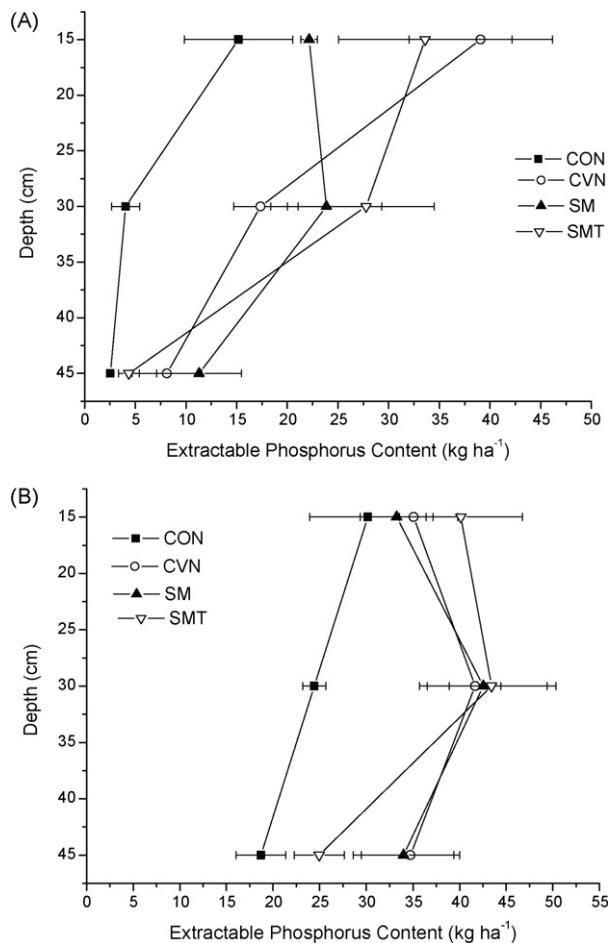 (A)
15
20
25
30
35
40
45
Depth (cm)
CON
CVN
SM
SMT
0 5 10 15 20 25 30 35 40 45 50
Extractable Phosphorus Content (kg ha⁻¹)
(B)
15
20
25
30
35
40
45
Depth (cm)
CON
CVN
SM
SMT
0 5 10 15 20 25 30 35 40 45 50 55
Extractable Phosphorus Content (kg ha⁻¹)